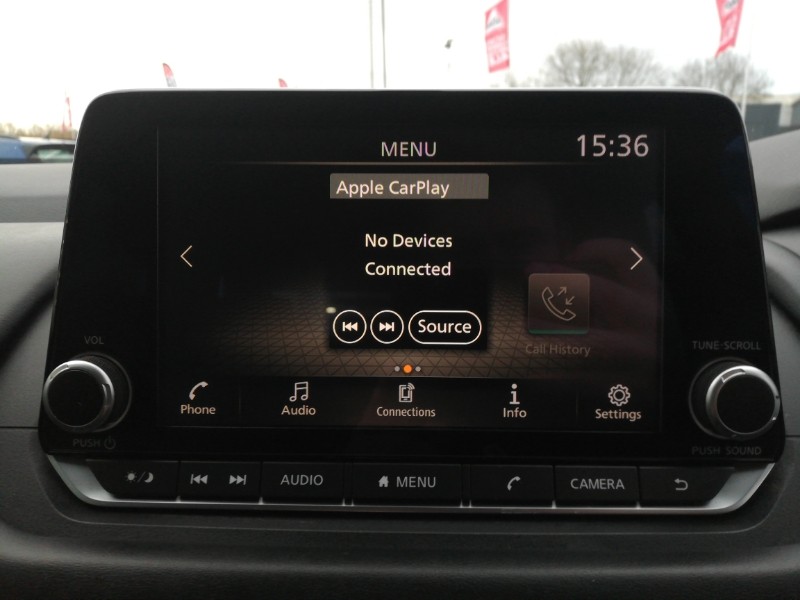 MENU
15:36
Apple CarPlay
No Devices
Connected
Source
Call History
VOL
TUNE·SCROLL
Phone
Audio
Connections
Info
Settings
PUSH
PUSH SOUND
AUDIO
MENU
CAMERA